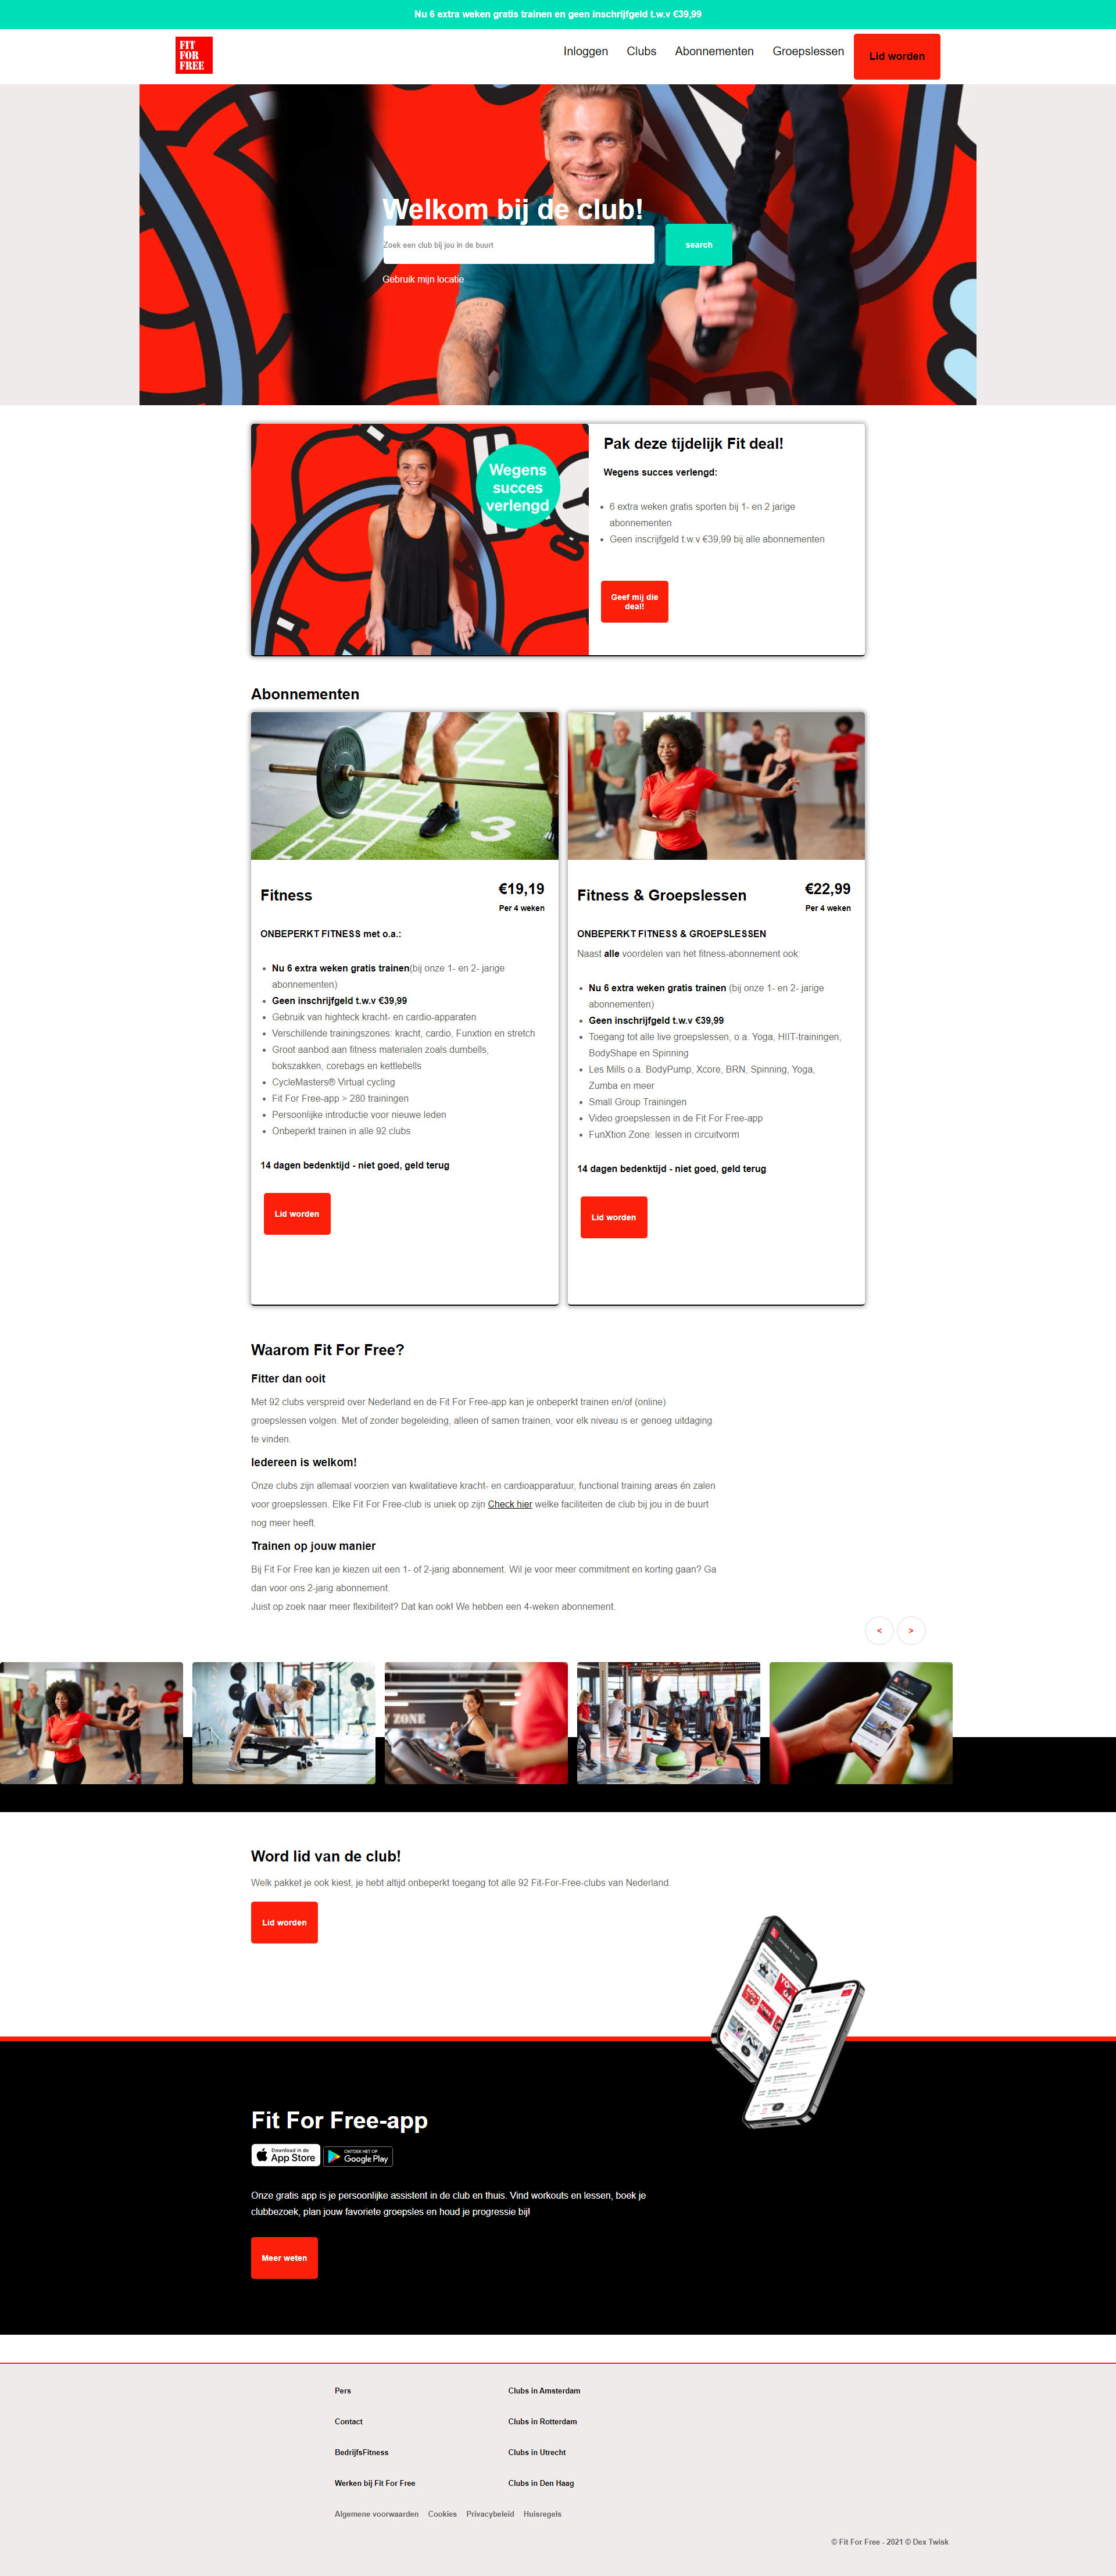 Nu 6 extra weken gratis trainen en geen inschrijfgeld t.w.v €39,99
FIT
FOR
FREE
Inloggen
Clubs
Abonnementen
Groepslessen
Lid worden
Welkom bij de club!
Zoek een club bij jou in de buurt
search
Gebruik mijn locatie
Wegens
succes
verlengd
Pak deze tijdelijk Fit deal!
Wegens succes verlengd:
6 extra weken gratis sporten bij 1- en 2 jarige
abonnementen
Geen inscrijfgeld t.w.v €39,99 bij alle abonnementen
Geef mij die
deal!
Abonnementen
3
Fitness
€19,19
Per 4 weken
ONBEPERKT FITNESS met o.a.:
Nu 6 extra weken gratis trainen(bij onze 1- en 2- jarige
abonnementen)
Geen inschrijfgeld t.w.v €39,99
Gebruik van highteck kracht- en cardio-apparaten
Verschillende trainingszones: kracht, cardio, Funxtion en stretch
Groot aanbod aan fitness materialen zoals dumbells,
bokszakken, corebags en kettlebells
CycleMasters® Virtual cycling
Fit For Free-app > 280 trainingen
Persoonlijke introductie voor nieuwe leden
Onbeperkt trainen in alle 92 clubs
14 dagen bedenktijd - niet goed, geld terug
Lid worden
Fitness & Groepslessen
€22,99
Per 4 weken
ONBEPERKT FITNESS & GROEPSLESSEN
Naast alle voordelen van het fitness-abonnement ook:
Nu 6 extra weken gratis trainen (bij onze 1- en 2- jarige
abonnementen)
Geen inschrijfgeld t.w.v €39,99
Toegang tot alle live groepslessen, o.a. Yoga, HIIT-trainingen,
BodyShape en Spinning
Les Mills o.a. BodyPump, Xcore, BRN, Spinning, Yoga,
Zumba en meer
Small Group Trainingen
Video groepslessen in de Fit For Free-app
FunXtion Zone: lessen in circuitvorm
14 dagen bedenktijd - niet goed, geld terug
Lid worden
Waarom Fit For Free?
Fitter dan ooit
Met 92 clubs verspreid over Nederland en de Fit For Free-app kan je onbeperkt trainen en/of (online)
groepslessen volgen. Met of zonder begeleiding, alleen of samen trainen, voor elk niveau is er genoeg uitdaging
te vinden.
Iedereen is welkom!
Onze clubs zijn allemaal voorzien van kwalitatieve kracht- en cardioapparatuur, functional training areas én zalen
voor groepslessen. Elke Fit For Free-club is uniek op zijn Check hier welke faciliteiten de club bij jou in de buurt
nog meer heeft.
Trainen op jouw manier
Bij Fit For Free kan je kiezen uit een 1- of 2-jarig abonnement. Wil je voor meer commitment en korting gaan? Ga
dan voor ons 2-jarig abonnement.
Juist op zoek naar meer flexibiliteit? Dat kan ook! We hebben een 4-weken abonnement.
< >
ZONE
Word lid van de club!
Welk pakket je ook kiest, je hebt altijd onbeperkt toegang tot alle 92 Fit-For-Free-clubs van Nederland.
Lid worden
Fit For Free-app
Download in de
App Store
ONTDEK HET OP
Google Play
Onze gratis app is je persoonlijke assistent in de club en thuis. Vind workouts en lessen, boek je
clubbezoek, plan jouw favoriete groepsles en houd je progressie bij!
Meer weten
Pers
Clubs in Amsterdam
Contact
Clubs in Rotterdam
BedrijfsFitness
Clubs in Utrecht
Werken bij Fit For Free
Clubs in Den Haag
Algemene voorwaarden
Cookies
Privacybeleid
Huisregels
© Fit For Free - 2021 © Dex Twisk